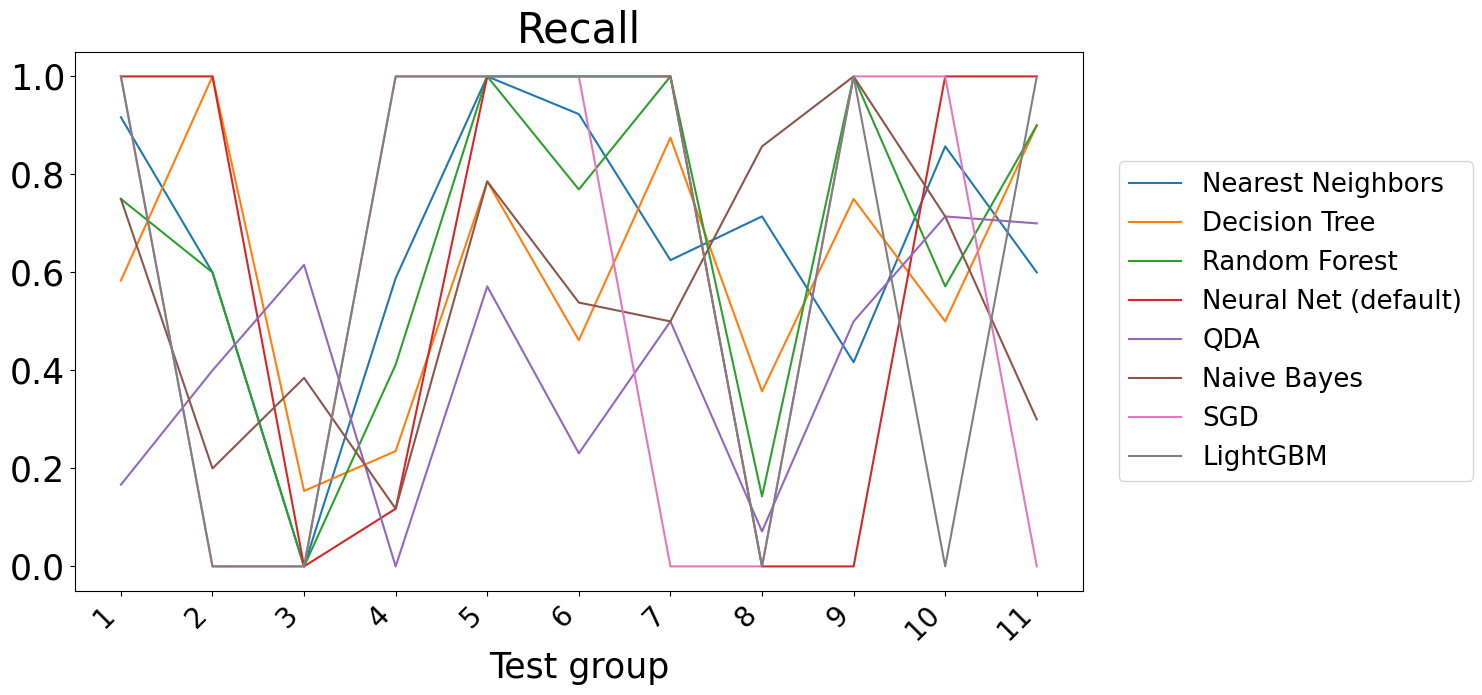 Recall
1.0
0.8
0.6
0.4
0.2
0.0
1 2 3 4 5 6 7 8 9 10 11
Test group
Nearest Neighbors
Decision Tree
Random Forest
Neural Net (default)
QDA
Naive Bayes
SGD
LightGBM